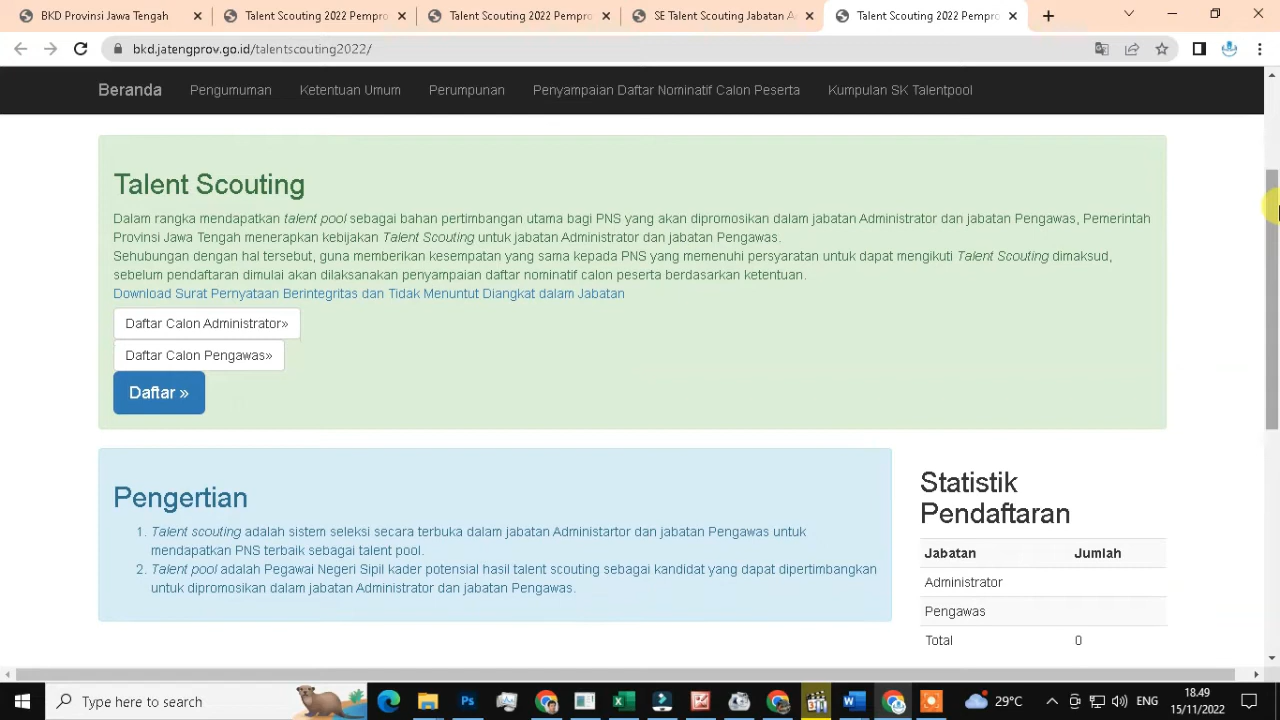 BKD Provinsi Jawa Tengah
Talent Scouting 2022 Pempro
Talent Scouting 2022 Pempro
SE Talent Scouting Jabatan A
Talent Scouting 2022 Pempro
bkd.jatengprov.go.id/talentscouting2022/
Beranda Pengumuman Ketentuan Umum Perumpunan Penyampaian Daftar Nominatif Calon Peserta Kumpulan SK Talentpool
Talent Scouting
Dalam rangka mendapatkan talent pool sebagai bahan pertimbangan utama bagi PNS yang akan dipromosikan dalam jabatan Administrator dan jabatan Pengawas, Pemerintah
Provinsi Jawa Tengah menerapkan kebijakan Talent Scouting untuk jabatan Administrator dan jabatan Pengawas.
Sehubungan dengan hal tersebut, guna memberikan kesempatan yang sama kepada PNS yang memenuhi persyaratan untuk dapat mengikuti Talent Scouting dimaksud,
sebelum pendaftaran dimulai akan dilaksanakan penyampaian daftar nominatif calon peserta berdasarkan ketentuan.
Download Surat Pernyataan Berintegritas dan Tidak Menuntut Diangkat dalam Jabatan
Daftar Calon Administrator»
Daftar Calon Pengawas»
Daftar »
Pengertian
1. Talent scouting adalah sistem seleksi secara terbuka dalam jabatan Administartor dan jabatan Pengawas untuk
mendapatkan PNS terbaik sebagai talent pool.
2. Talent pool adalah Pegawai Negeri Sipil kader potensial hasil talent scouting sebagai kandidat yang dapat dipertimbangkan
untuk dipromosikan dalam jabatan Administrator dan jabatan Pengawas.
Statistik
Pendaftaran
Jabatan Jumlah
Administrator
Pengawas
Total 0
Type here to search
29°C
ENG
18.49
15/11/2022